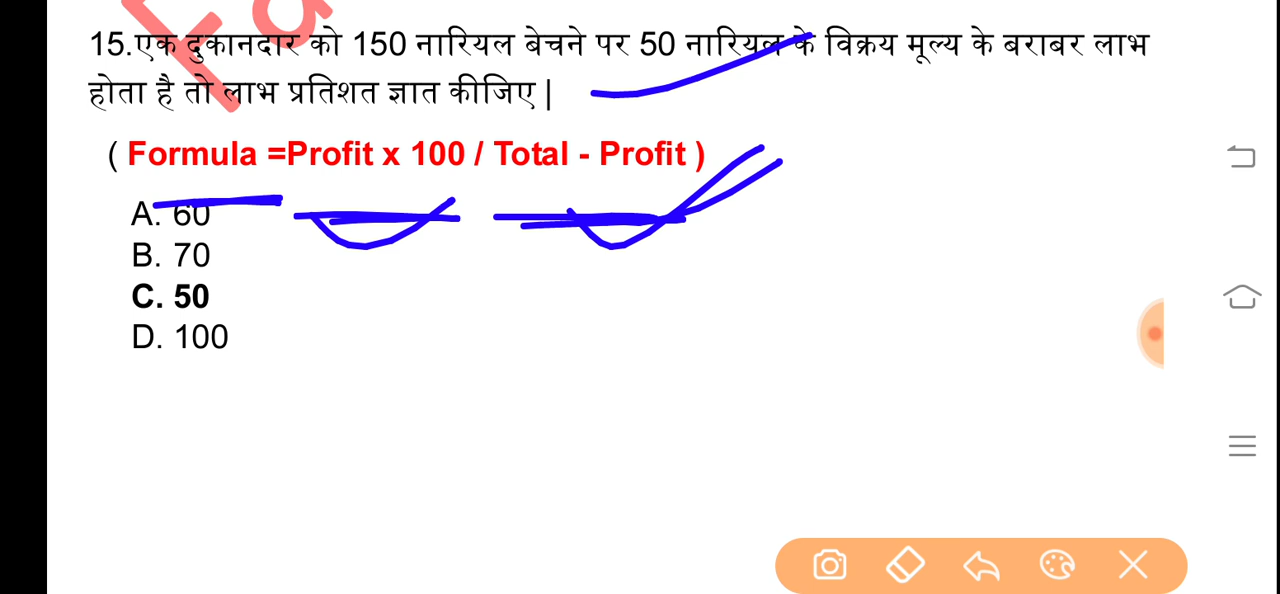 15.एक दुकानदार को 150 नारियल बेचने पर 50 नारियल के विक्रय मूल्य के बराबर लाभ
होता है तो लाभ प्रतिशत ज्ञात कीजिए |
( Formula =Profit x 100 / Total - Profit )
A. 60
B. 70
C. 50
D. 100